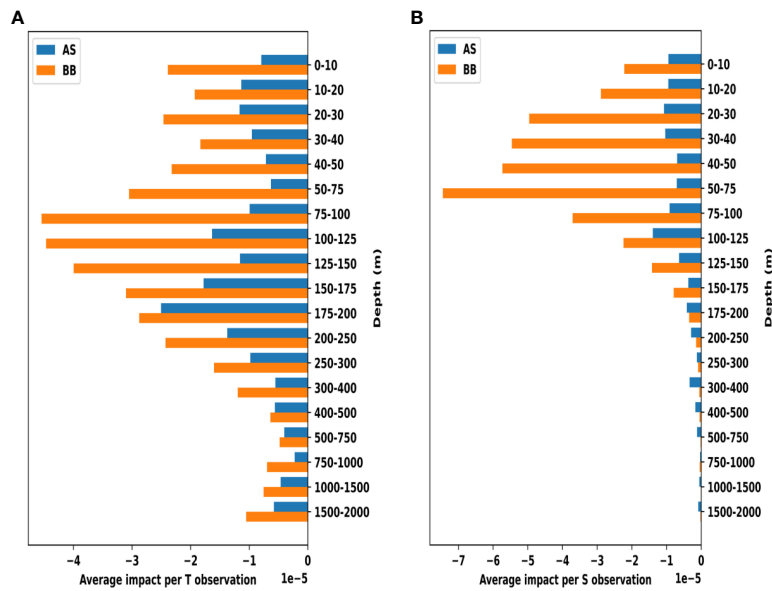 A
AS
BB
0-10
10-20
20-30
30-40
40-50
50-75
75-100
100-125
125-150
150-175
175-200
200-250
250-300
300-400
400-500
500-750
750-1000
1000-1500
1500-2000
Depth (m)
−4 −3 −2 −1 0
1e−5
Average impact per T observation
B
AS
BB
0-10
10-20
20-30
30-40
40-50
50-75
75-100
100-125
125-150
150-175
175-200
200-250
250-300
300-400
400-500
500-750
750-1000
1000-1500
1500-2000
Depth (m)
−7 −6 −5 −4 −3 −2 −1 0
1e−5
Average impact per S observation